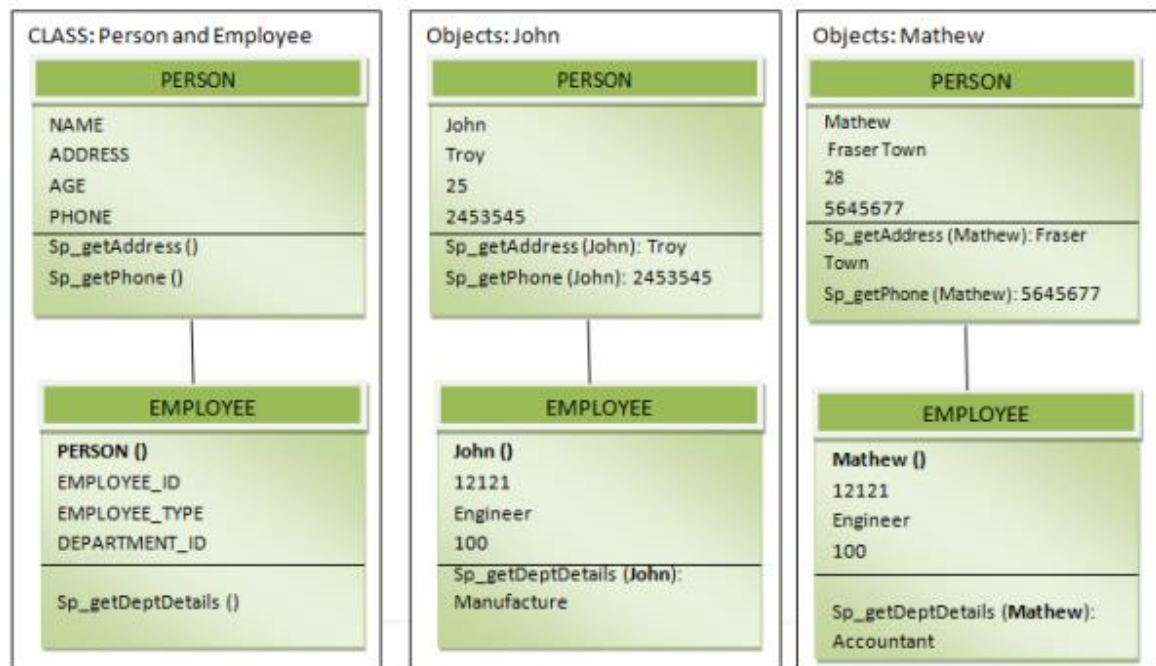 CLASS: Person and Employee
PERSON
NAME
ADDRESS
AGE
PHONE
Sp_getAddress ()
Sp_getPhone ()
EMPLOYEE
PERSON ()
EMPLOYEE_ID
EMPLOYEE_TYPE
DEPARTMENT_ID
Sp_getDeptDetails ()
Objects: John
PERSON
John
Troy
25
2453545
Sp_getAddress (John): Troy
Sp_getPhone (John): 2453545
EMPLOYEE
John ()
12121
Engineer
100
Sp_getDeptDetails (John):
Manufacture
Objects: Mathew
PERSON
Mathew
Fraser Town
28
5645677
Sp_getAddress (Mathew): Fraser
Town
Sp_getPhone (Mathew): 5645677
EMPLOYEE
Mathew ()
12121
Engineer
100
Sp_getDeptDetails (Mathew):
Accountant